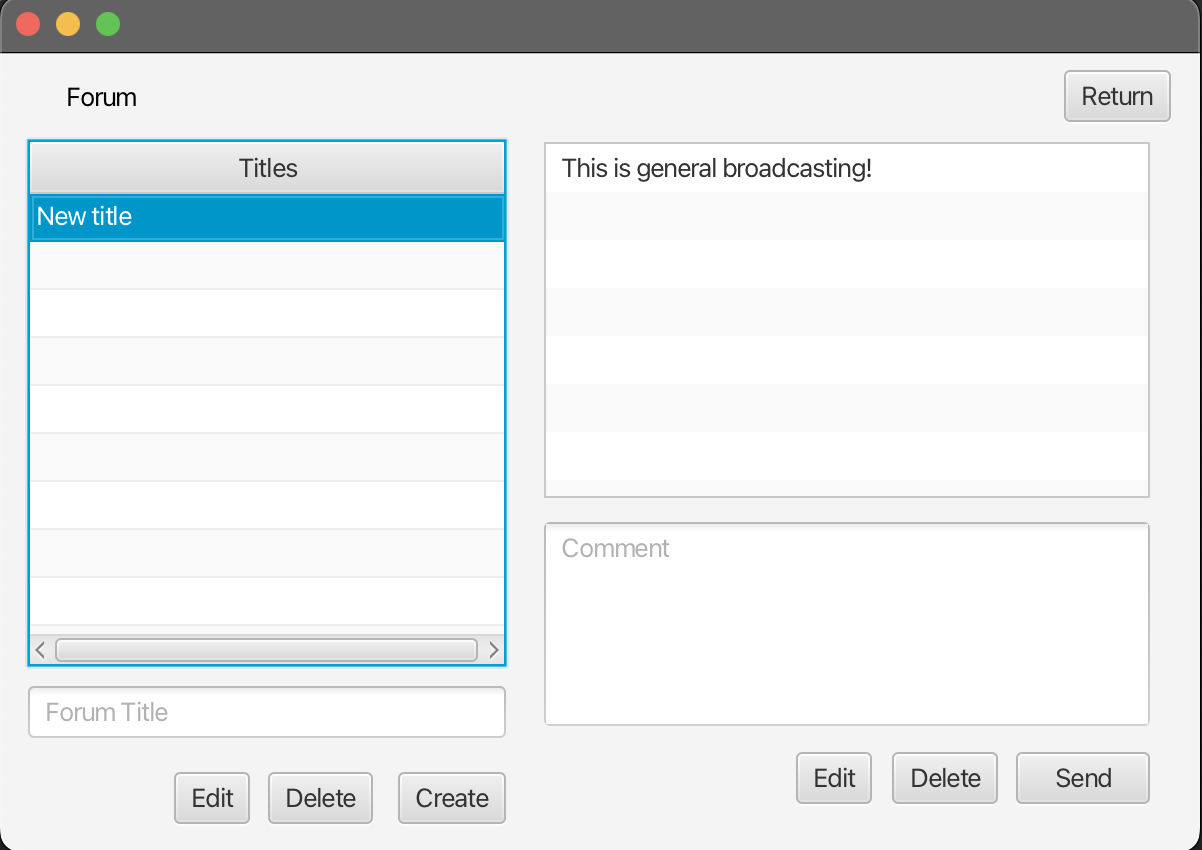 Forum
Return
Titles
New title
This is general broadcasting!
Comment
Forum Title
Edit
Delete
Create
Edit
Delete
Send